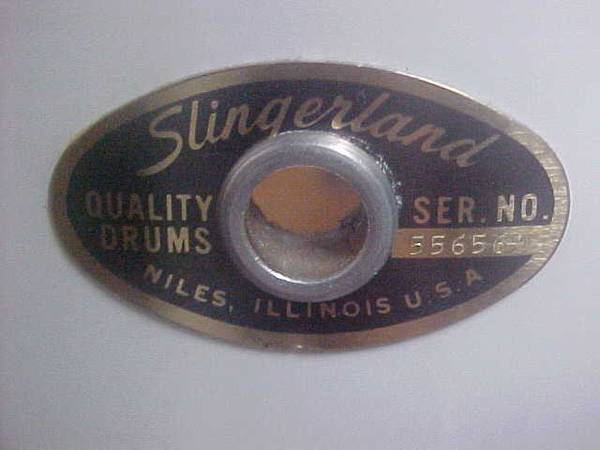 Slingerland
QUALITY
DRUMS
SER. NO.
NILES, ILLINOIS U.S.A